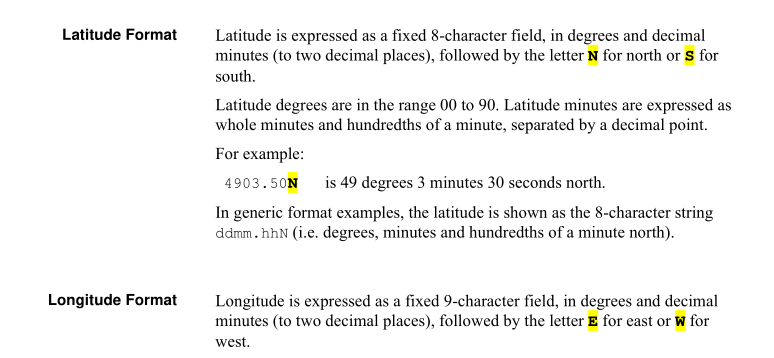 Latitude Format Latitude is expressed as a fixed 8-character field, in degrees and decimal
minutes (to two decimal places), followed by the letter N for north or S for
south.
Latitude degrees are in the range 00 to 90. Latitude minutes are expressed as
whole minutes and hundredths of a minute, separated by a decimal point.
For example:
4903.50N is 49 degrees 3 minutes 30 seconds north.
In generic format examples, the latitude is shown as the 8-character string
ddmm.hhN (i.e. degrees, minutes and hundredths of a minute north).
Longitude Format Longitude is expressed as a fixed 9-character field, in degrees and decimal
minutes (to two decimal places), followed by the letter E for east or W for
west.